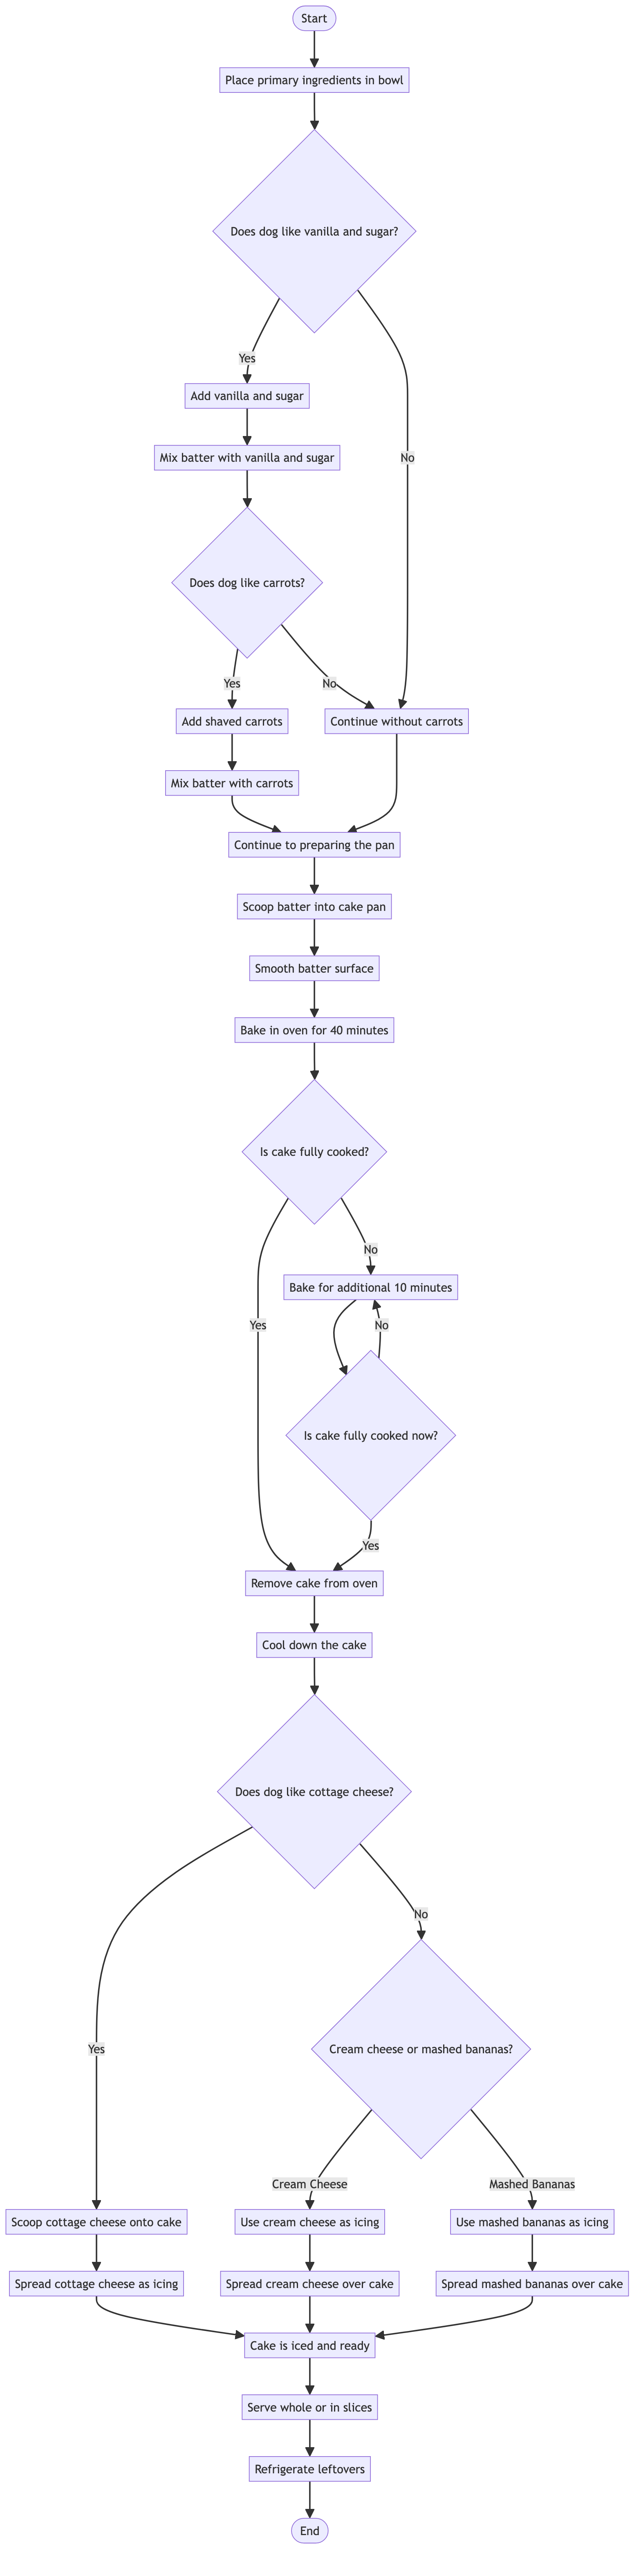 Start
Place primary ingredients in bowl
Does dog like vanilla and sugar?
Yes
Add vanilla and sugar
Mix batter with vanilla and sugar
No
Does dog like carrots?
Yes
No
Add shaved carrots
Continue without carrots
Mix batter with carrots
Continue to preparing the pan
Scoop batter into cake pan
Smooth batter surface
Bake in oven for 40 minutes
Is cake fully cooked?
No
Bake for additional 10 minutes
Yes
No
Is cake fully cooked now?
Yes
Remove cake from oven
Cool down the cake
Does dog like cottage cheese?
No
Yes
Cream cheese or mashed bananas?
Cream Cheese
Mashed Bananas
Scoop cottage cheese onto cake
Use cream cheese as icing
Use mashed bananas as icing
Spread cottage cheese as icing
Spread cream cheese over cake
Spread mashed bananas over cake
Cake is iced and ready
Serve whole or in slices
Refrigerate leftovers
End